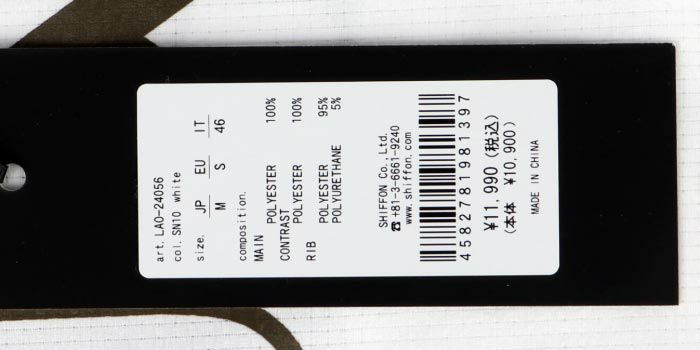 art. LAO-24056
col. SN10 white
size. JP EU IT
M S 46
composition.
MAIN POLYESTER 100%
CONTRAST
POLYESTER 100%
RIB POLYESTER 95%
POLYURETHANE 5%
SHIFFON Co.,Ltd.
☎ +81-3-6661-9240
www.shiffon.com
4582781981397
¥11,990(税込)
(本体 ¥10,900)
MADE IN CHINA